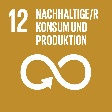 12 NACHHALTIGE/R
KONSUM UND
PRODUKTION